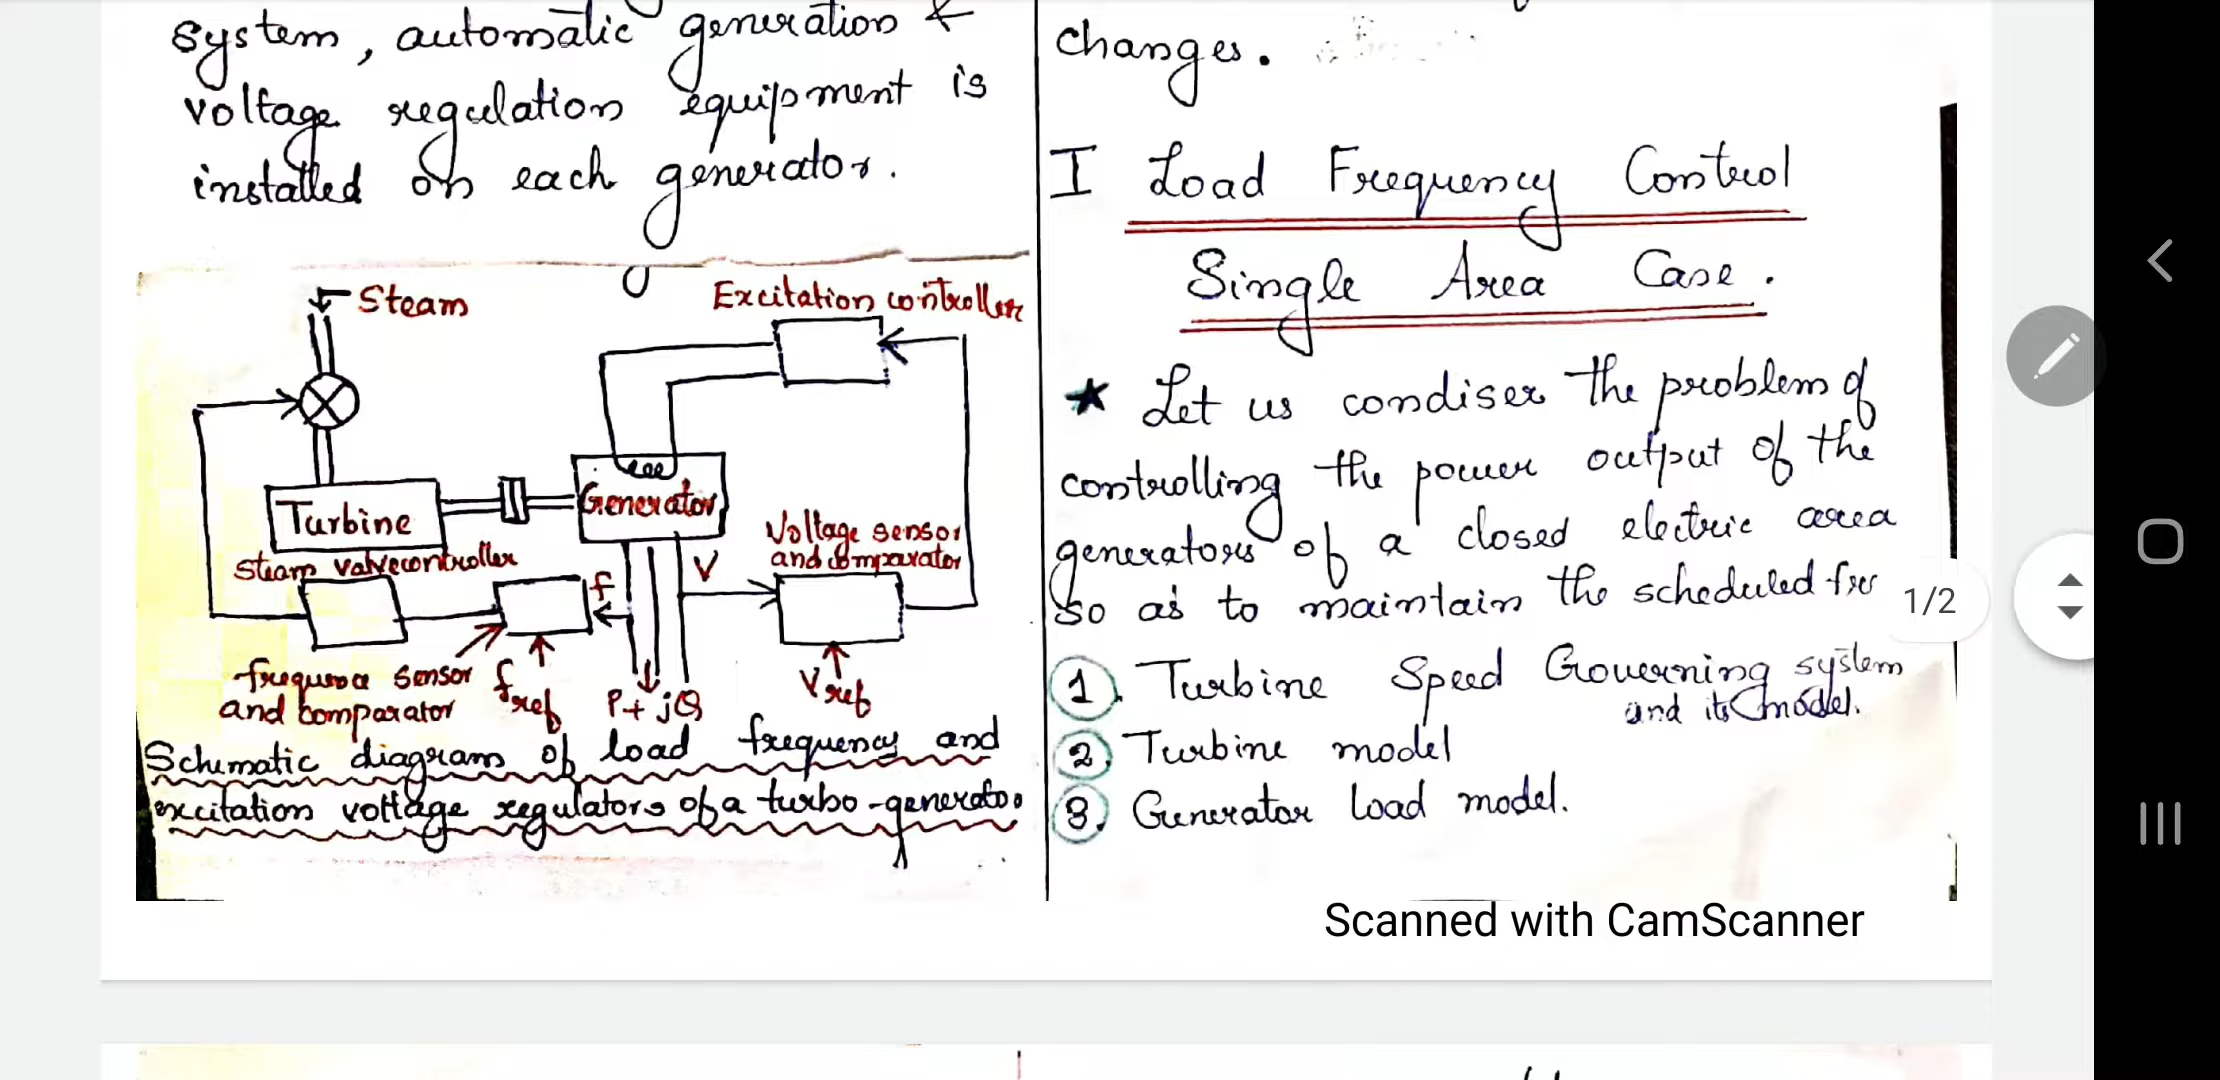 system, automatic generation &
voltage regulation equipment is
installed on each generator.
Steam
Excitation controller
Turbine
Generator
Steam valve controller
f
V
Voltage sensor
and comparator
frequence sensor
and comparator
fref
P+jQ
Vref
Schematic diagram of load frequency and
excitation voltage regulators of a turbo-generator
changes.
I Load Frequency Control
Single Area Case.
* Let us condiser the problem of
controlling the power output of the
generators of a closed electric area
so as to maintain the scheduled fre
1. Turbine Speed Governing system
and its model.
2. Turbine model
3. Generator load model.
1/2
Scanned with CamScanner